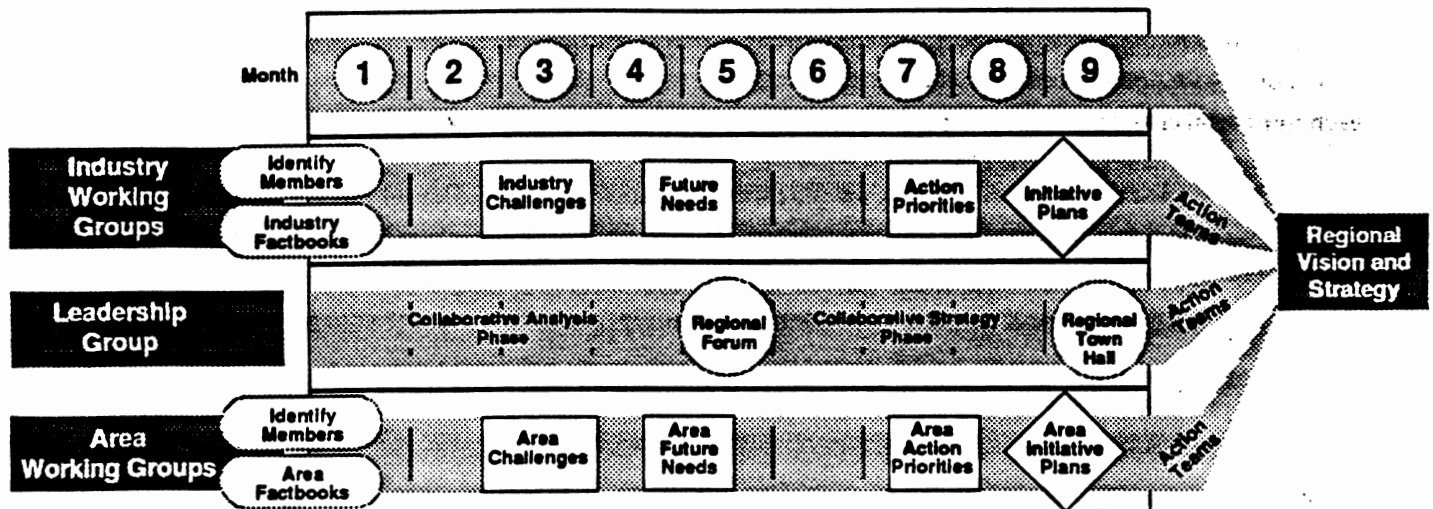 Month
1 2 3 4 5 6 7 8 9
Industry
Working
Groups
Identify
Members
Industry
Factbooks
Industry
Challenges
Future
Needs
Action
Priorities
Initiative
Plans
Action
Teams
Leadership
Group
Collaborative Analysis
Phase
Regional
Forum
Collaborative Strategy
Phase
Regional
Town
Hall
Action
Teams
Area
Working Groups
Identify
Members
Area
Factbooks
Area
Challenges
Area
Future
Needs
Area
Action
Priorities
Area
Initiative
Plans
Action
Teams
Regional
Vision and
Strategy